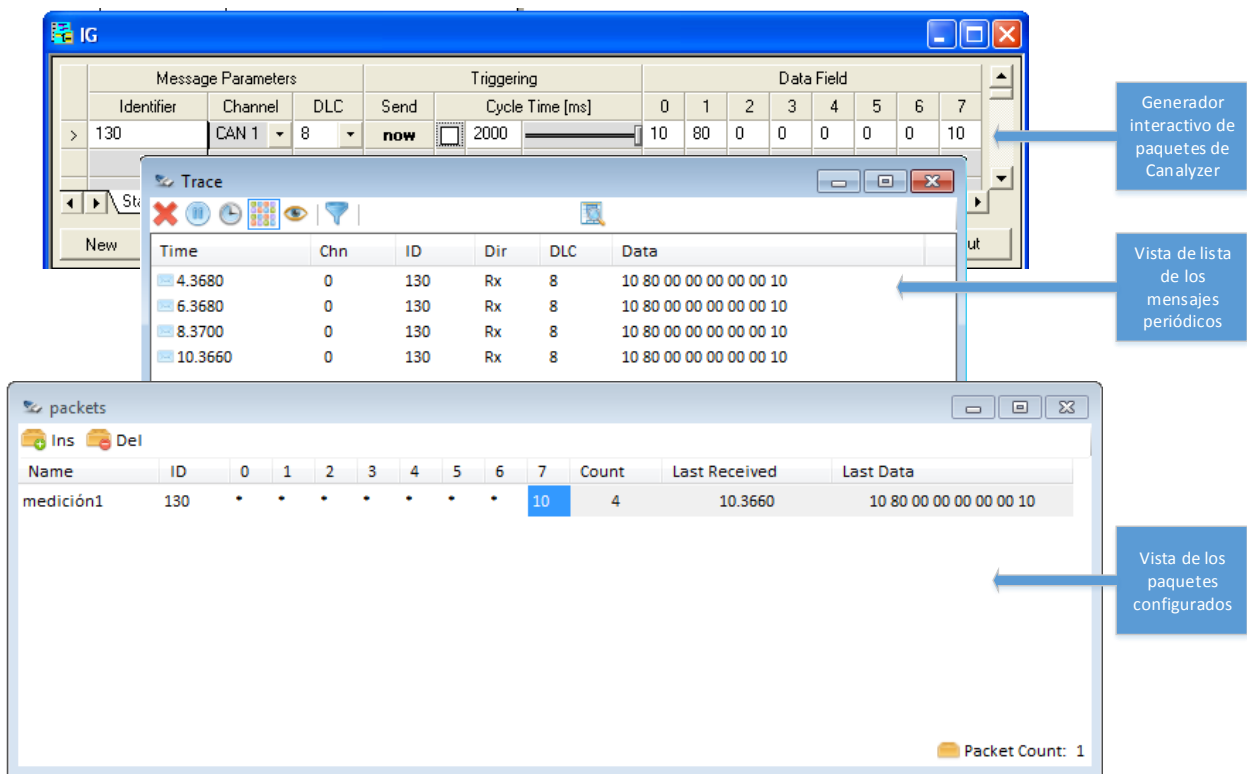 IG
Message Parameters Triggering Data Field
Identifier Channel DLC Send Cycle Time [ms] 0 1 2 3 4 5 6 7
> 130 CAN 1 8 now 2000 10 80 0 0 0 0 0 10
Generador
interactivo de
paquetes de
Canalyzer
New
Trace
Time Chn ID Dir DLC Data
4.3680 0 130 Rx 8 10 80 00 00 00 00 00 10
6.3680 0 130 Rx 8 10 80 00 00 00 00 00 10
8.3700 0 130 Rx 8 10 80 00 00 00 00 00 10
10.3660 0 130 Rx 8 10 80 00 00 00 00 00 10
Vista de lista
de los
mensajes
periódicos
packets
Ins Del
Name ID 0 1 2 3 4 5 6 7 Count Last Received Last Data
medición1 130 * * * * * * * 10 4 10.3660 10 80 00 00 00 00 00 10
Vista de los
paquetes
configurados
Packet Count: 1